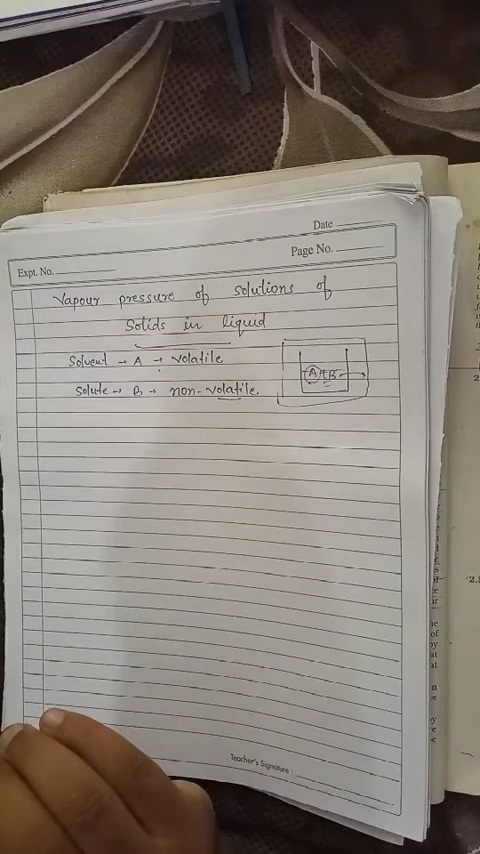 Date
Page No.
Expt. No.
Vapour pressure of solutions of
Solids in liquid
Solvent → A → volatile
Solute → B → non-volatile.
A+B
Teacher's Signature :